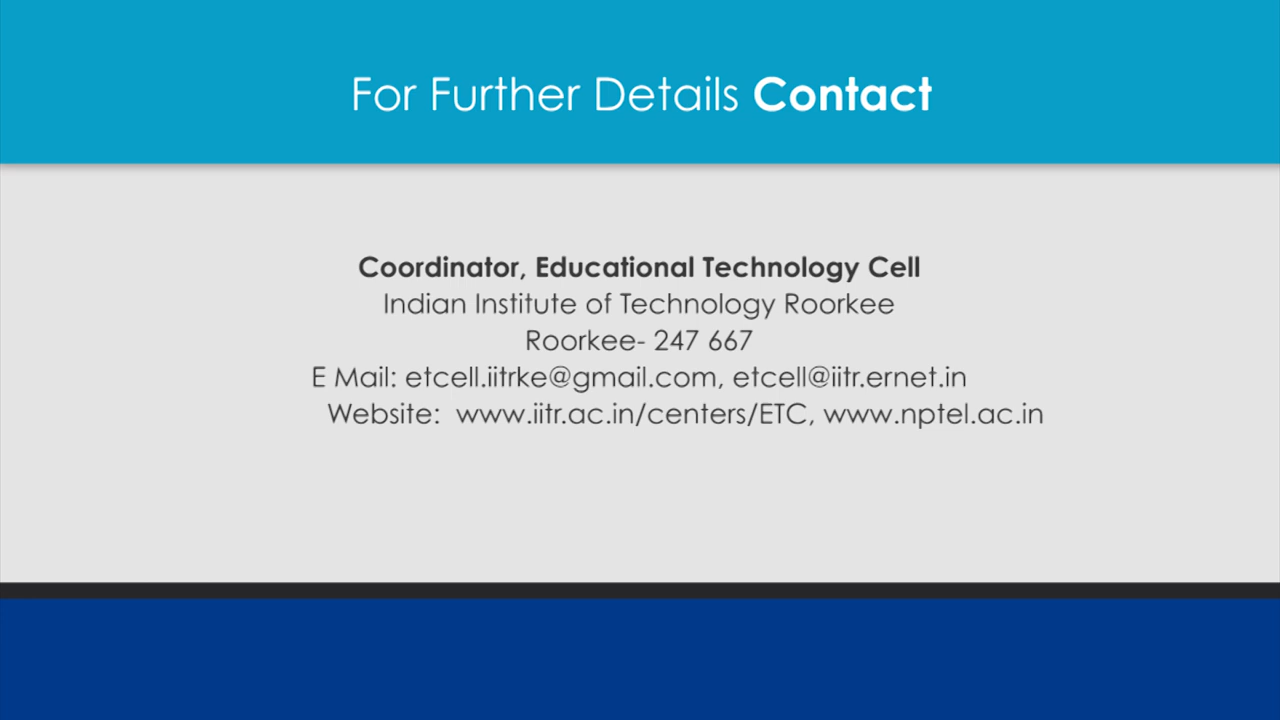 For Further Details Contact
Coordinator, Educational Technology Cell
Indian Institute of Technology Roorkee
Roorkee- 247 667
E Mail: etcell.iitrke@gmail.com, etcell@iitr.ernet.in
Website: www.iitr.ac.in/centers/ETC, www.nptel.ac.in